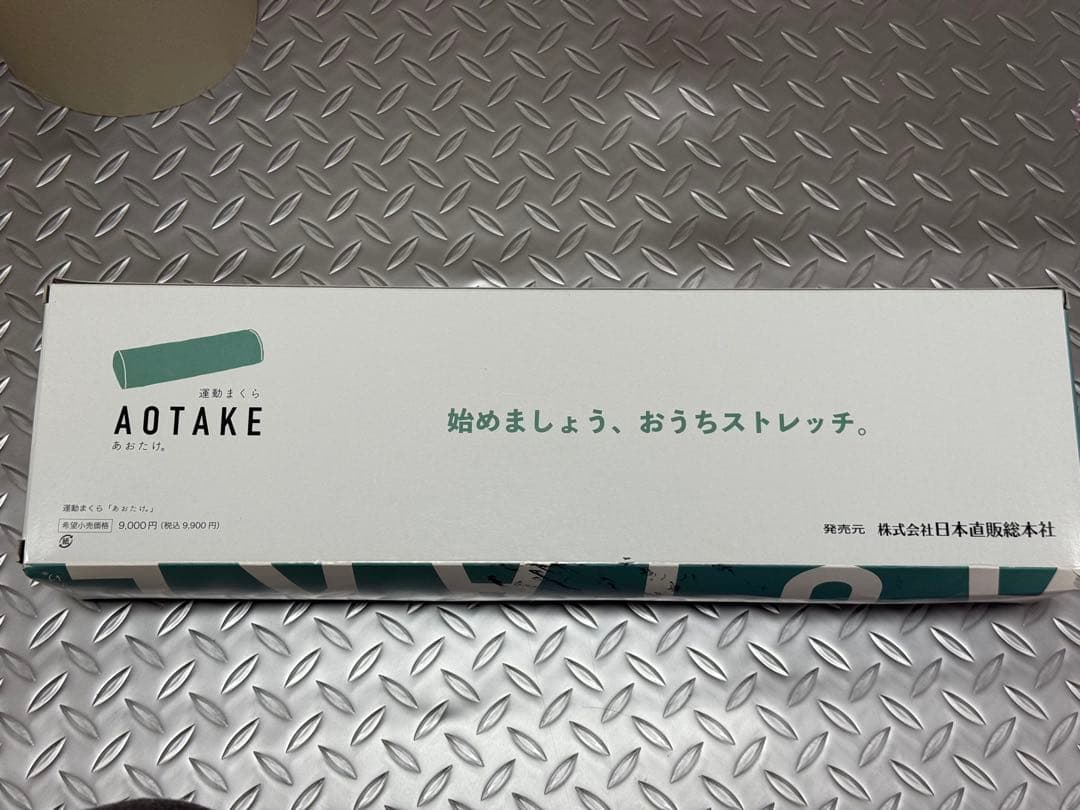 運動まくら
AOTAKE
あおたけ。
始めましょう、おうちストレッチ。
運動まくら「あおたけ。」
希望小売価格 9,000円(税込 9,900円)
紙
発売元 株式会社日本直販総本社